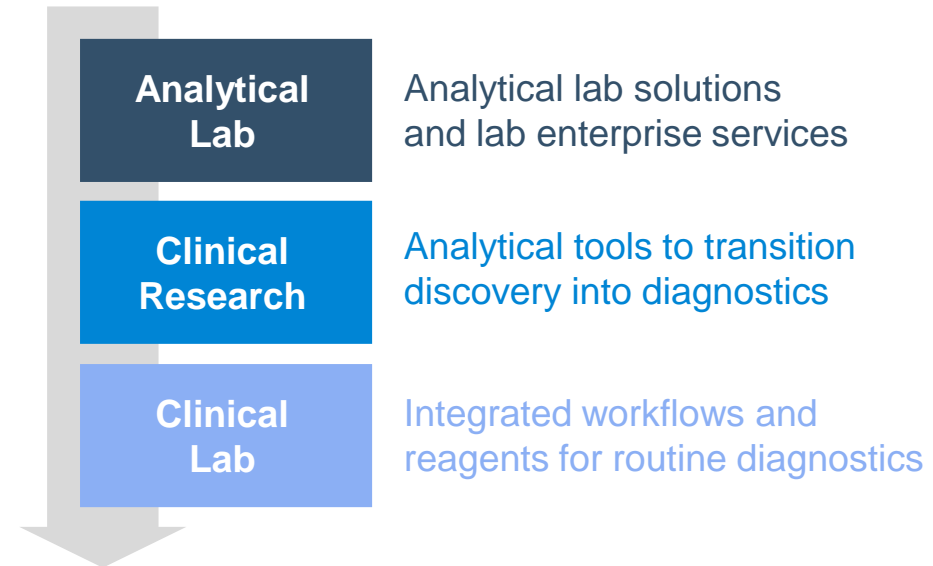 Analytical
Lab
Analytical lab solutions
and lab enterprise services
Clinical
Research
Analytical tools to transition
discovery into diagnostics
Clinical
Lab
Integrated workflows and
reagents for routine diagnostics